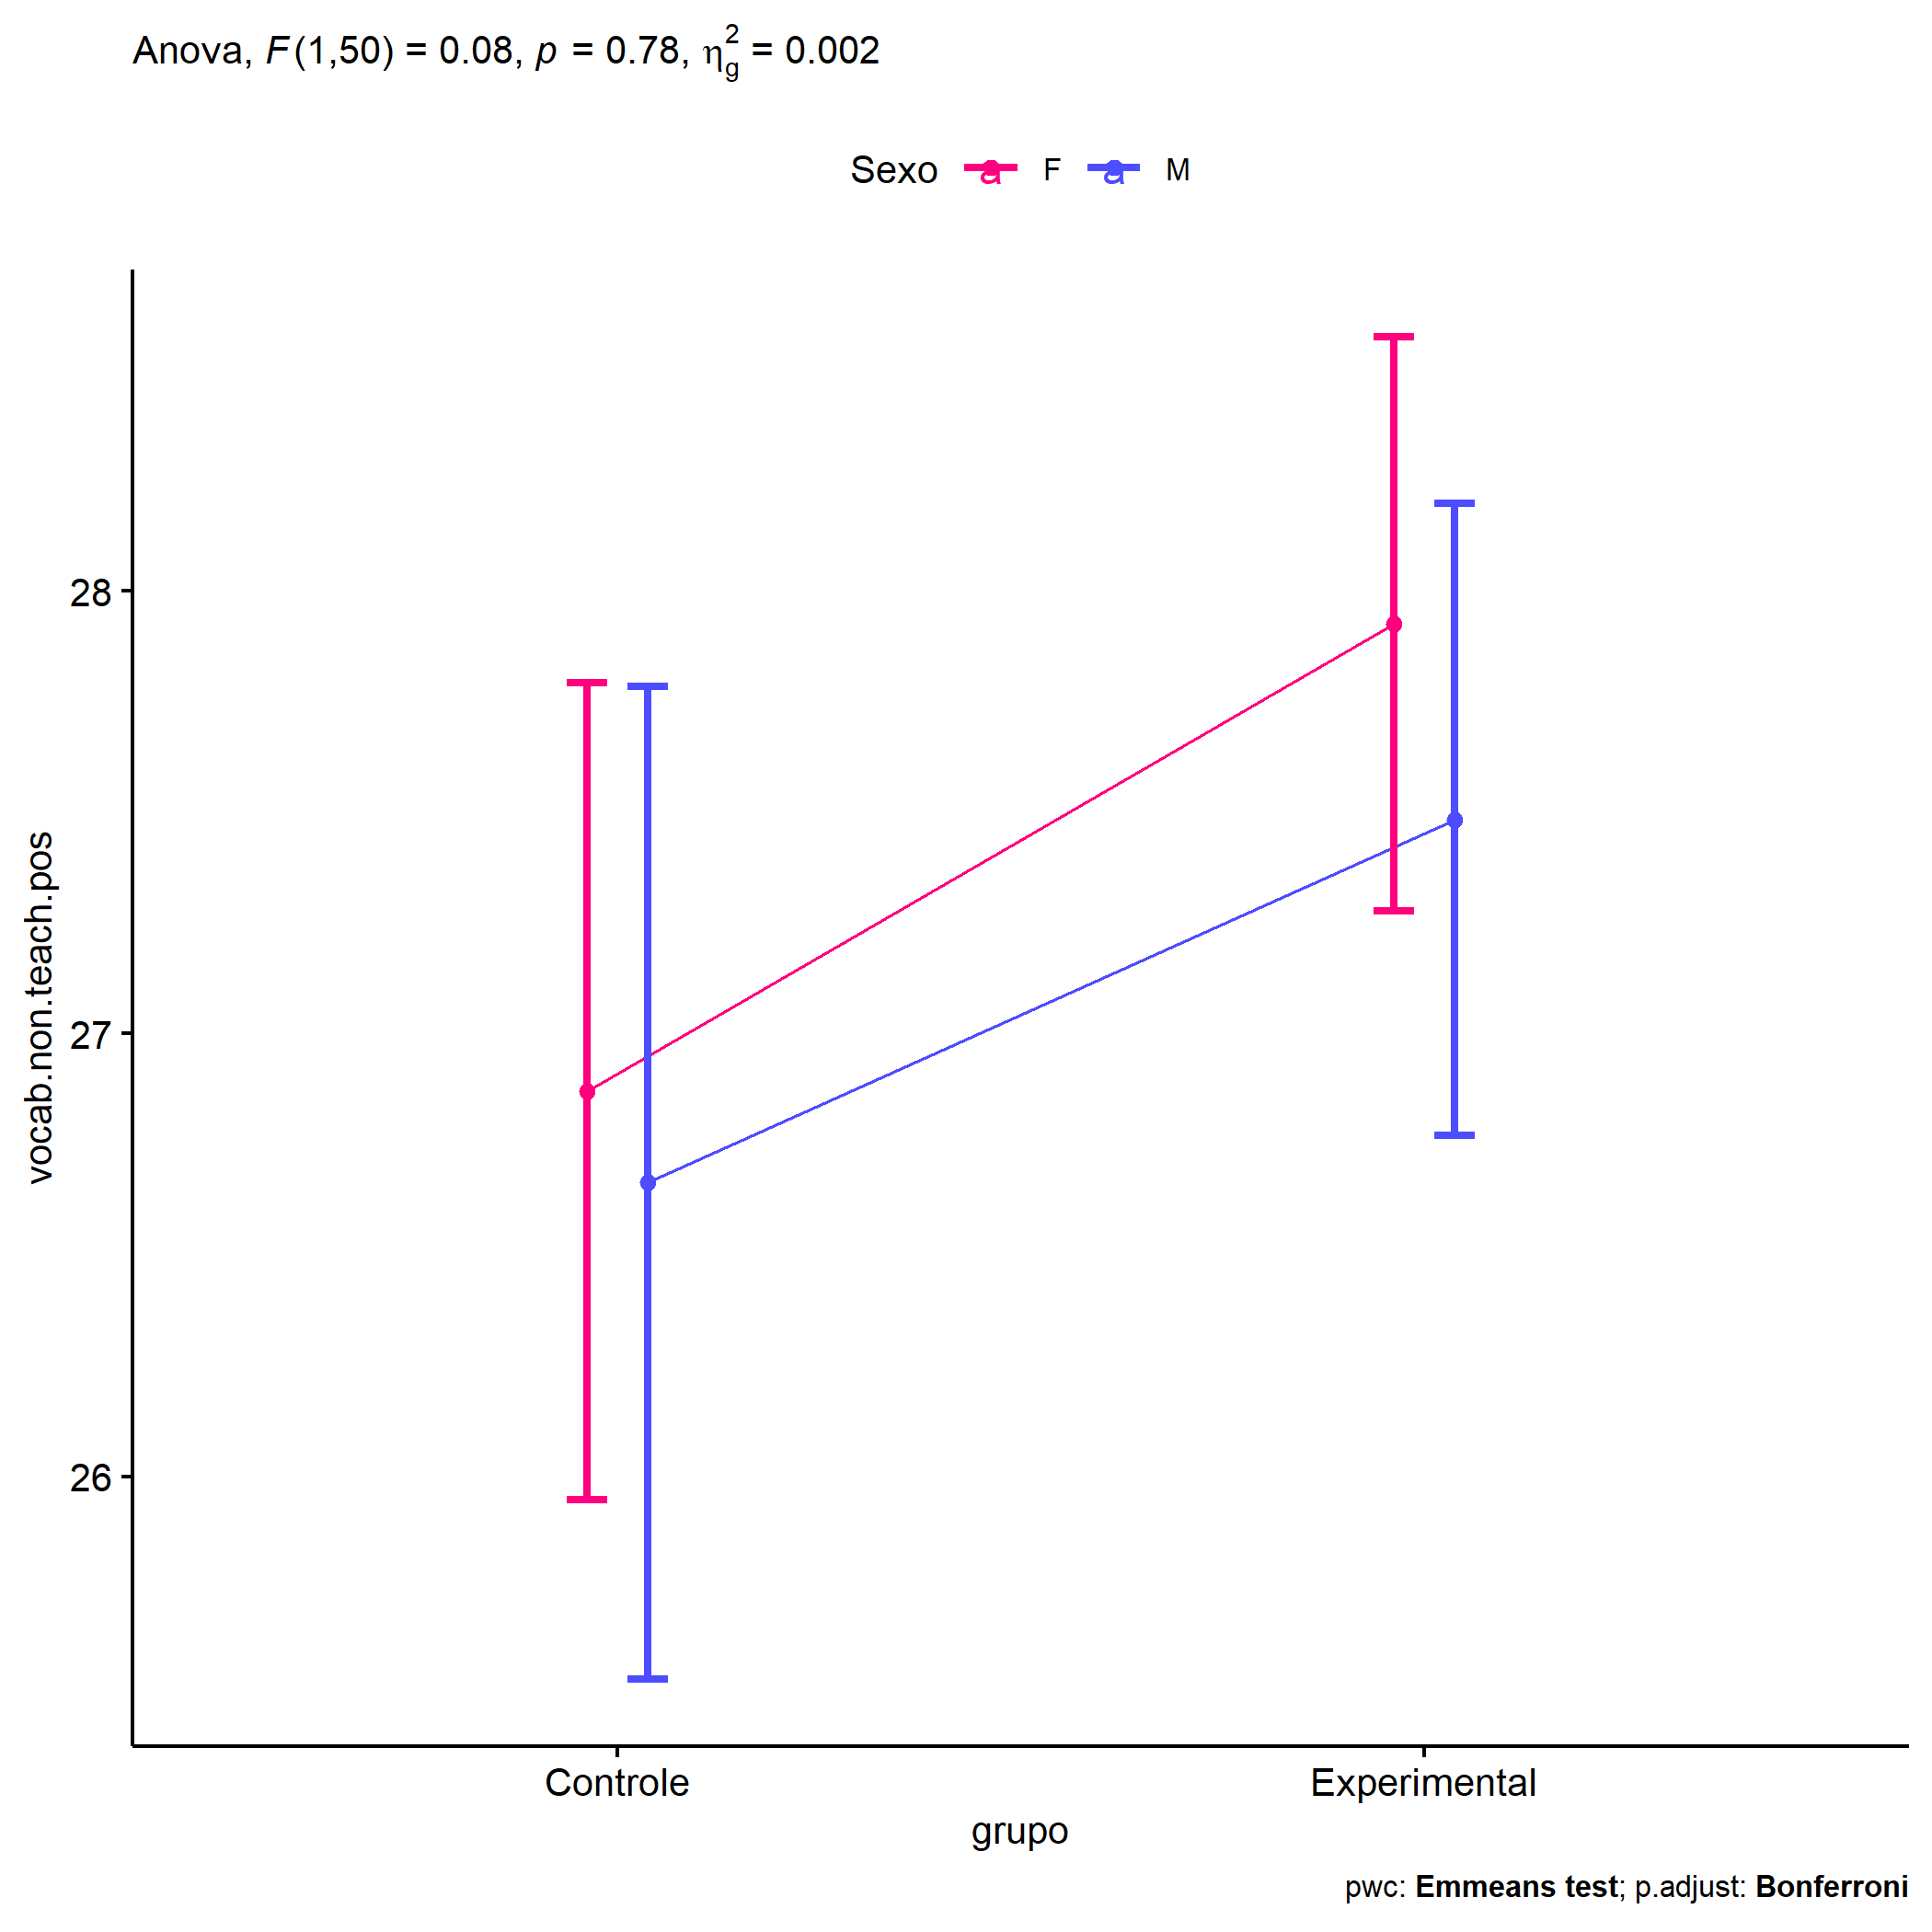 Anova, F(1,50) = 0.08, p = 0.78, η²g = 0.002
Sexo a F a M
28
27
26
vocab.non.teach.pos
Controle Experimental
grupo
pwc: Emmeans test; p.adjust: Bonferroni